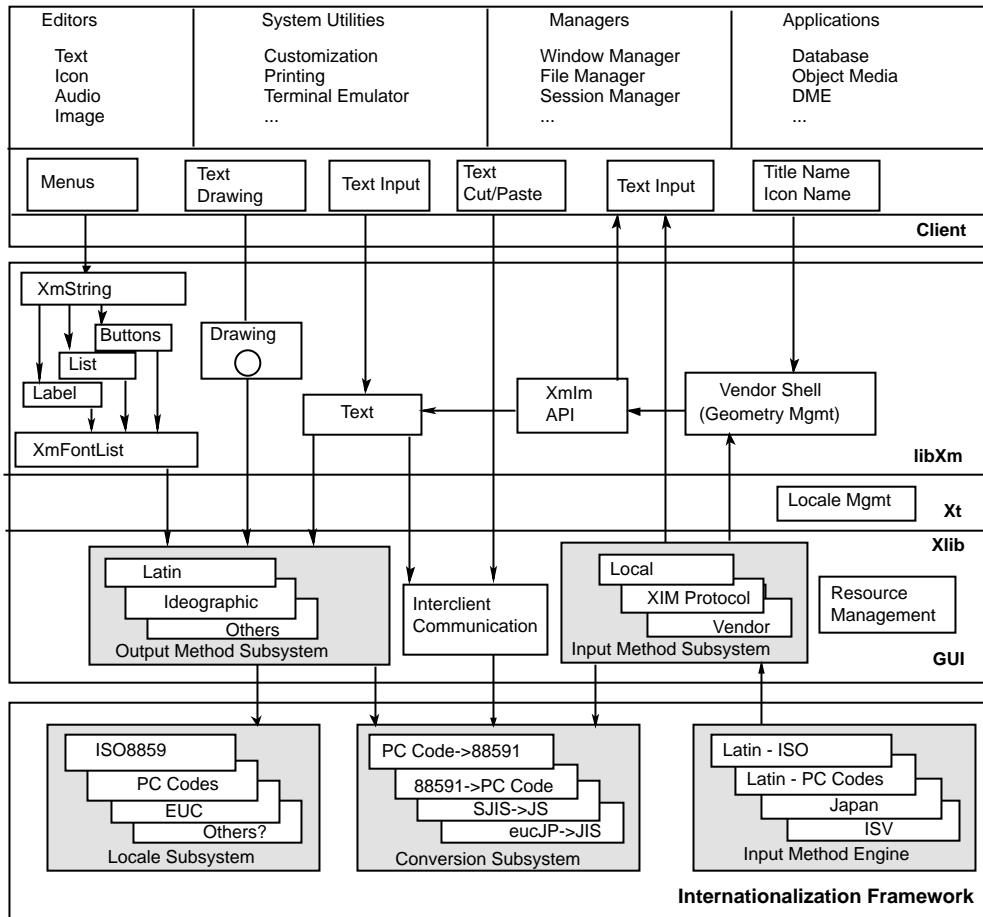 Editors
Text
Icon
Audio
Image
System Utilities
Customization
Printing
Terminal Emulator
...
Managers
Window Manager
File Manager
Session Manager
...
Applications
Database
Object Media
DME
...
Menus
Text
Drawing
Text Input
Text
Cut/Paste
Text Input
Title Name
Icon Name
Client
XmString
Buttons
List
Label
XmFontList
Drawing
Text
XmIm
API
Vendor Shell
(Geometry Mgmt)
libXm
Locale Mgmt
Xt
Xlib
Latin
Ideographic
Others
Output Method Subsystem
Interclient
Communication
Local
XIM Protocol
Vendor
Input Method Subsystem
Resource
Management
GUI
ISO8859
PC Codes
EUC
Others?
Locale Subsystem
PC Code->88591
88591->PC Code
SJIS->JS
eucJP->JIS
Conversion Subsystem
Latin - ISO
Latin - PC Codes
Japan
ISV
Input Method Engine
Internationalization Framework